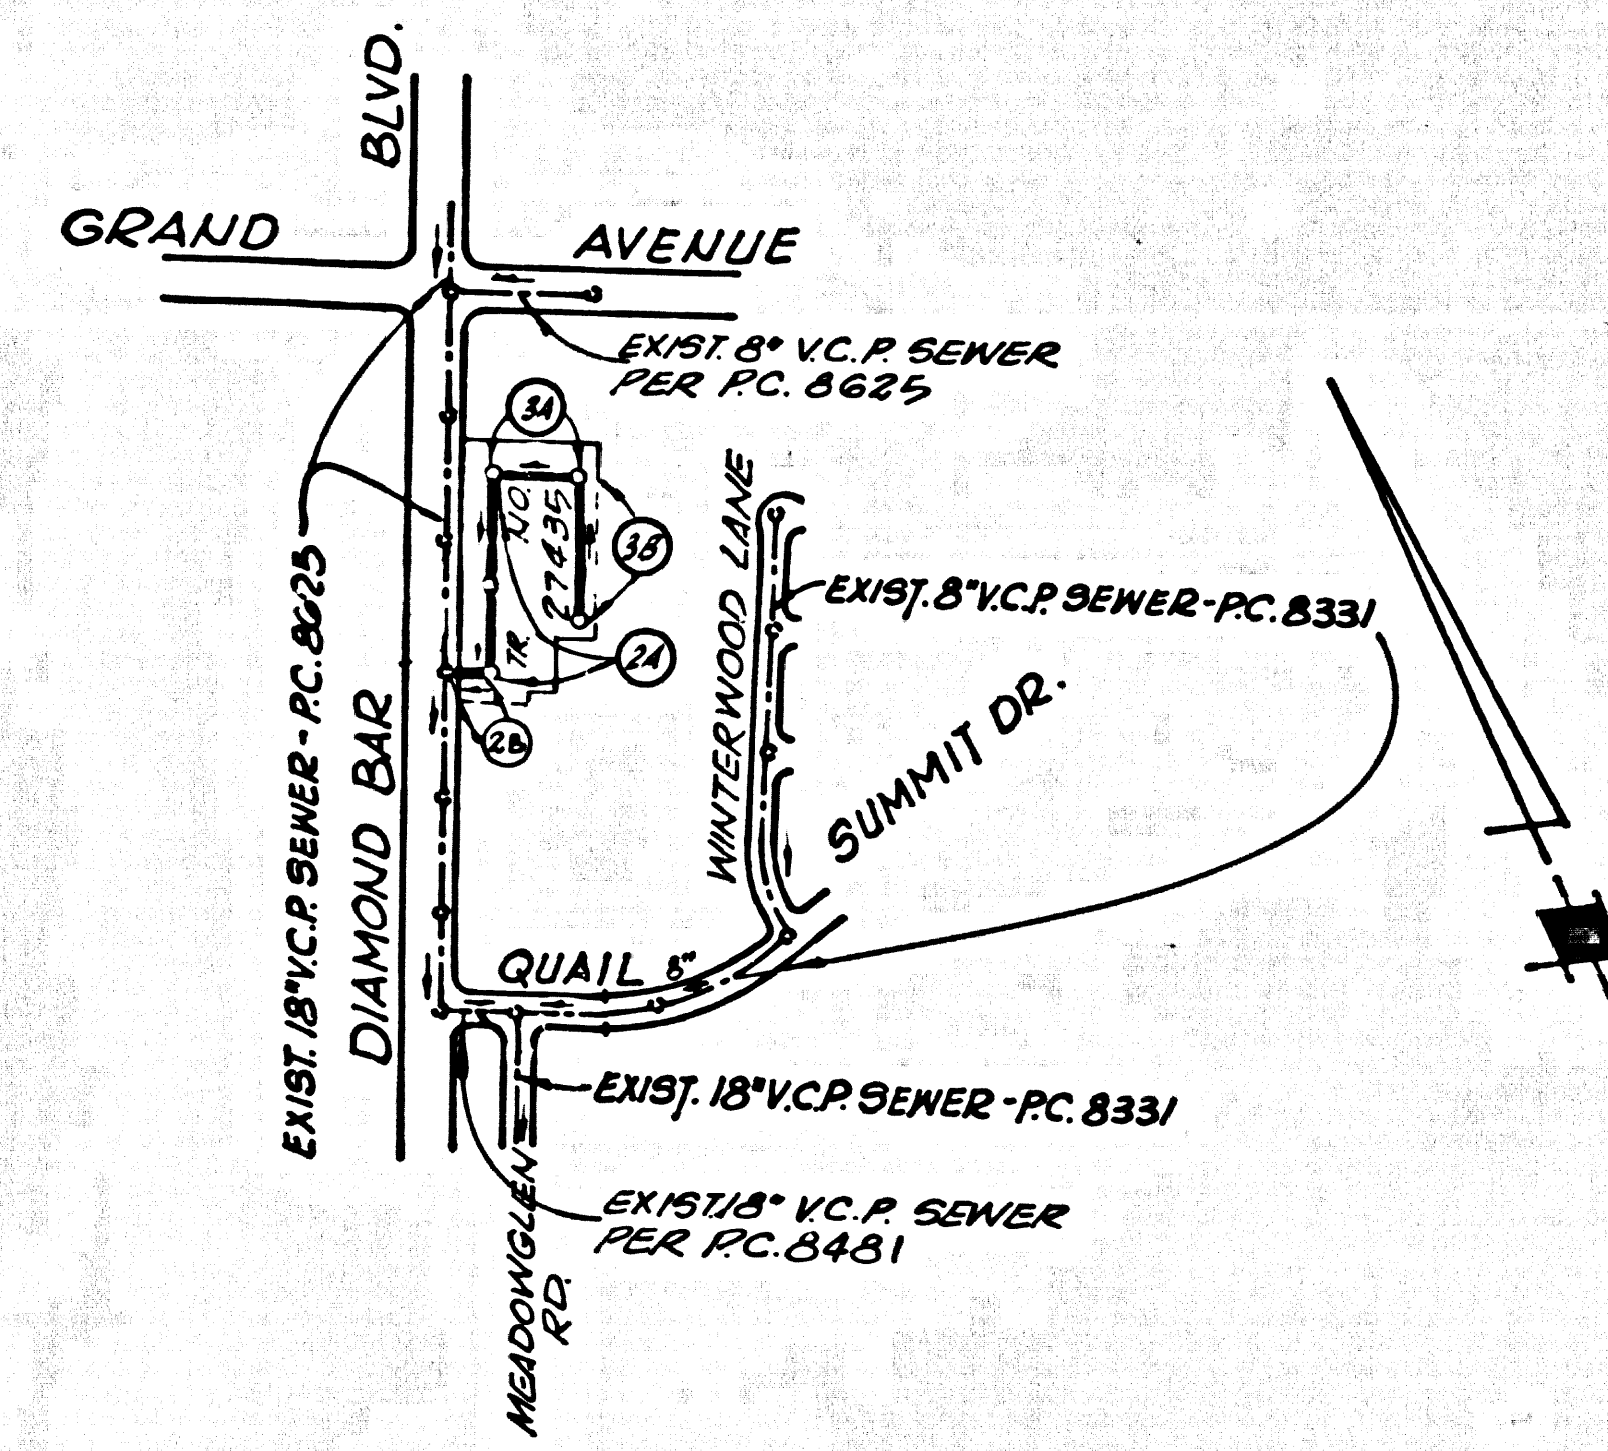 BLVD.
GRAND AVENUE
EXIST. 8" V.C.P. SEWER
PER P.C. 8625
3A
NO.
27435
TR.
3B
2A
2B
WINTERWOOD LANE
EXIST. 8" V.C.P. SEWER-P.C. 8331
SUMMIT DR.
EXIST. 18" V.C.P. SEWER-P.C. 8625
DIAMOND BAR
QUAIL 8"
EXIST. 18" V.C.P. SEWER-P.C. 8331
EXIST. 18" V.C.P. SEWER
PER P.C. 8481
MEADOWGLEN
RD.